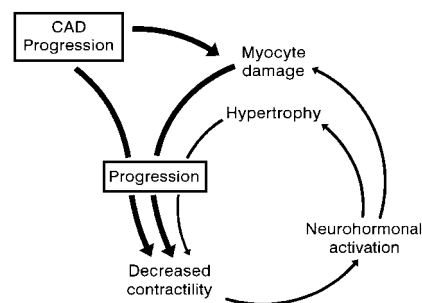 CAD
Progression
Myocyte
damage
Hypertrophy
Progression
Neurohormonal
activation
Decreased
contractility